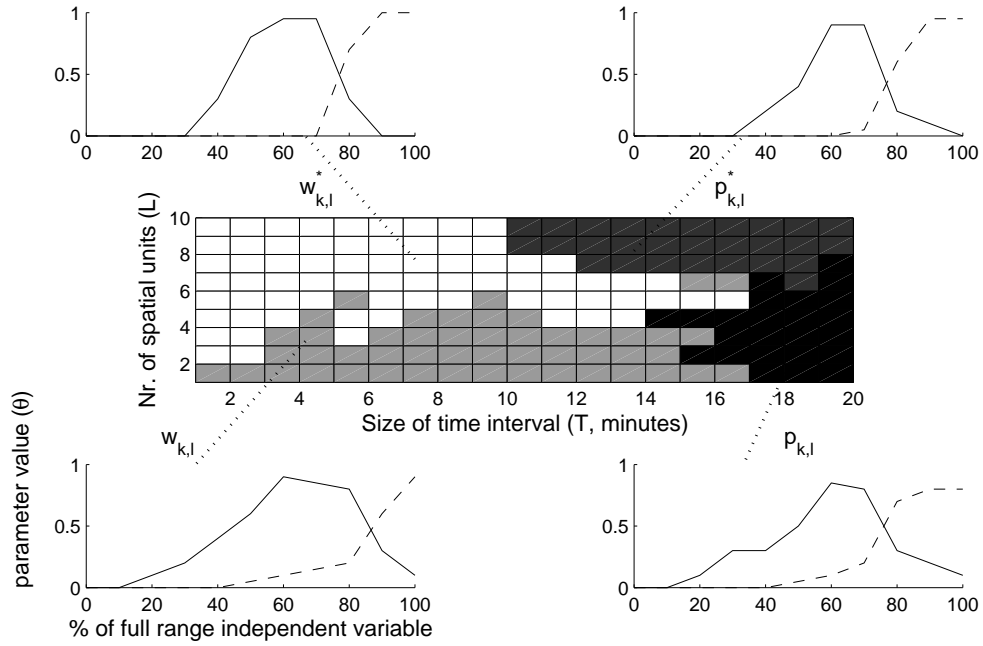 1
0.5
0
0 20 40 60 80 100
1
0.5
0
0 20 40 60 80 100
w*k,l
p*k,l
Nr. of spatial units (L)
10
8
6
4
2
2 4 6 8 10 12 14 16 18 20
Size of time interval (T, minutes)
wk,l
pk,l
parameter value (θ)
1
0.5
0
0 20 40 60 80 100
% of full range independent variable
1
0.5
0
0 20 40 60 80 100